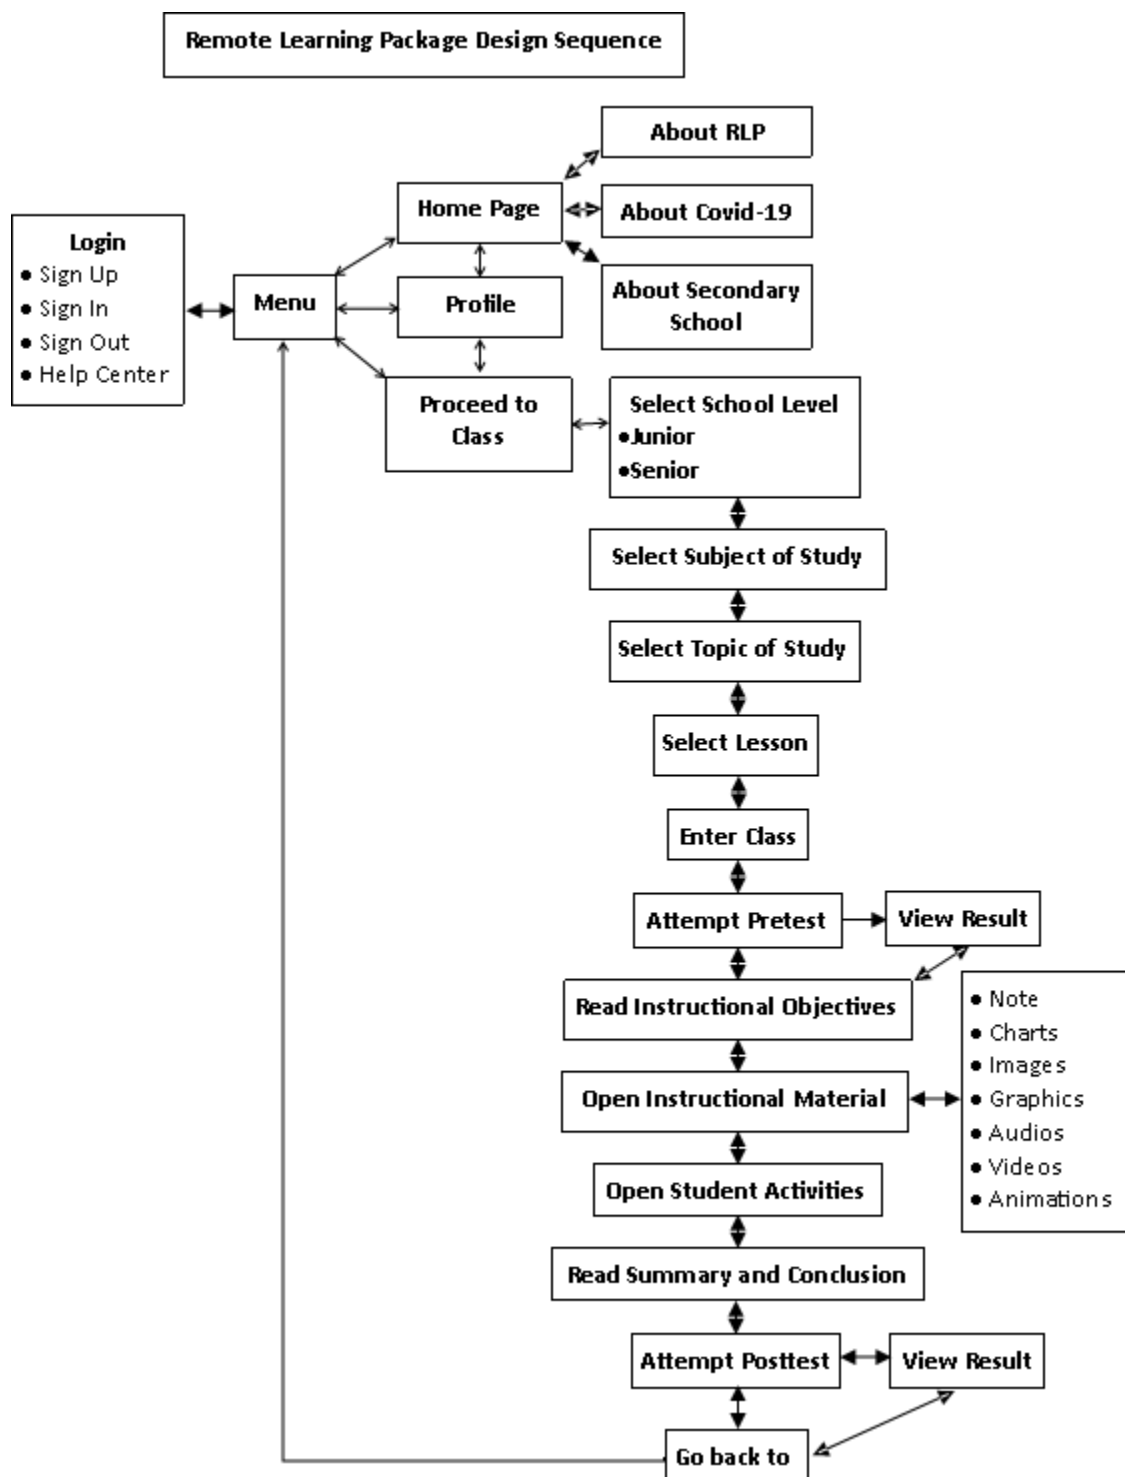 Remote Learning Package Design Sequence
About RLP
Home Page
About Covid-19
Login
● Sign Up
● Sign In
● Sign Out
● Help Center
Menu
Profile
About Secondary
School
Proceed to
Class
Select School Level
●Junior
●Senior
Select Subject of Study
Select Topic of Study
Select Lesson
Enter Class
Attempt Pretest
View Result
Read Instructional Objectives
● Note
● Charts
● Images
● Graphics
● Audios
● Videos
● Animations
Open Instructional Material
Open Student Activities
Read Summary and Conclusion
Attempt Posttest
View Result
Go back to